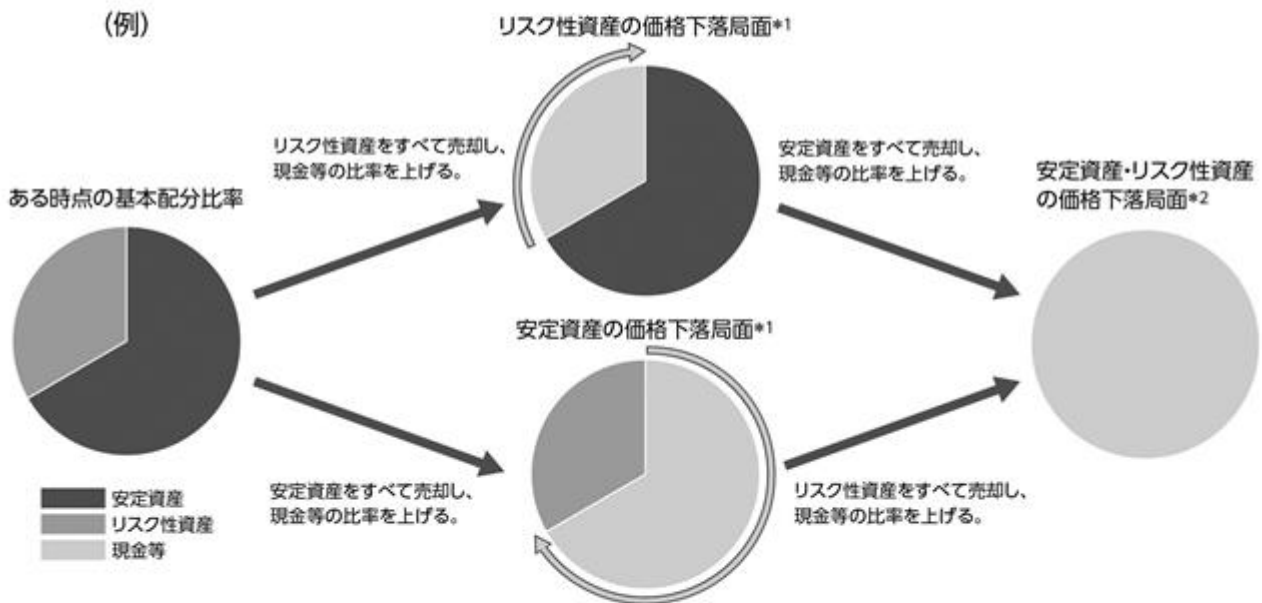 (例)
リスク性資産の価格下落局面*1
リスク性資産をすべて売却し、
現金等の比率を上げる。
安定資産をすべて売却し、
現金等の比率を上げる。
安定資産・リスク性資産
の価格下落局面*2
ある時点の基本配分比率
安定資産の価格下落局面*1
安定資産
リスク性資産
現金等
安定資産をすべて売却し、
現金等の比率を上げる。
リスク性資産をすべて売却し、
現金等の比率を上げる。